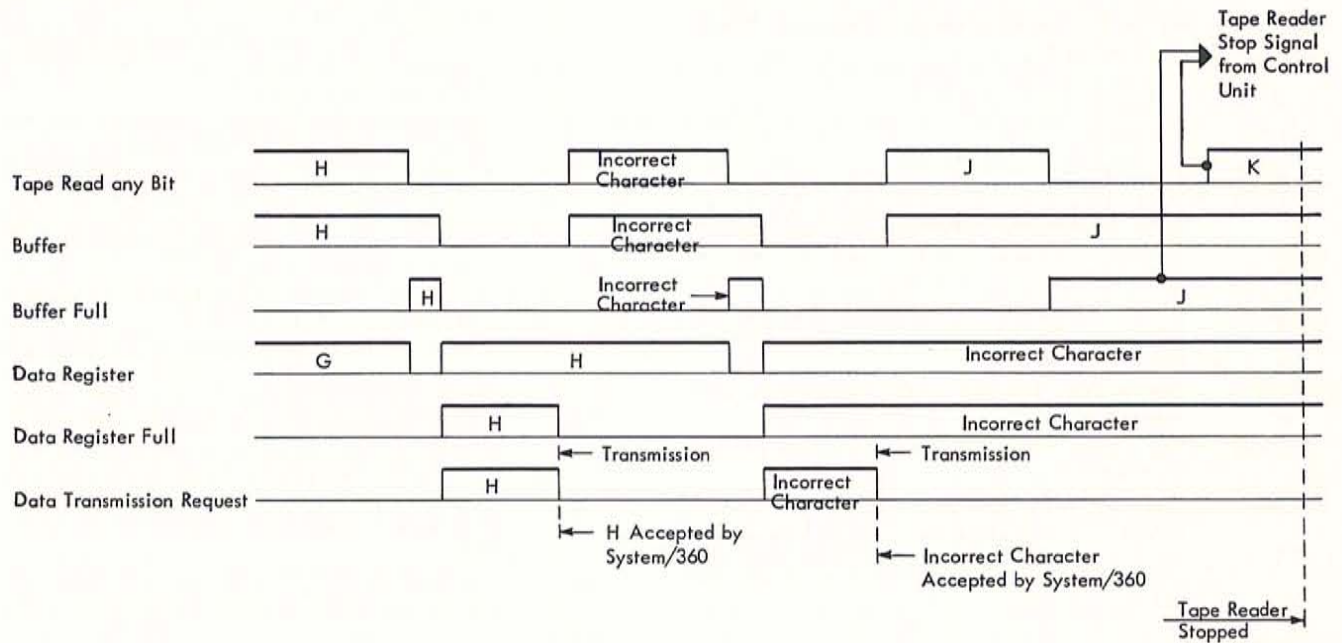 Tape Reader
Stop Signal
from Control
Unit
Tape Read any Bit
H
Incorrect
Character
J
K
Buffer
H
Incorrect
Character
J
Buffer Full
H
Incorrect
Character
J
Data Register
G
H
Incorrect Character
Data Register Full
H
Incorrect Character
Transmission
Transmission
Data Transmission Request
H
Incorrect
Character
H Accepted by
System/360
Incorrect Character
Accepted by System/360
Tape Reader
Stopped